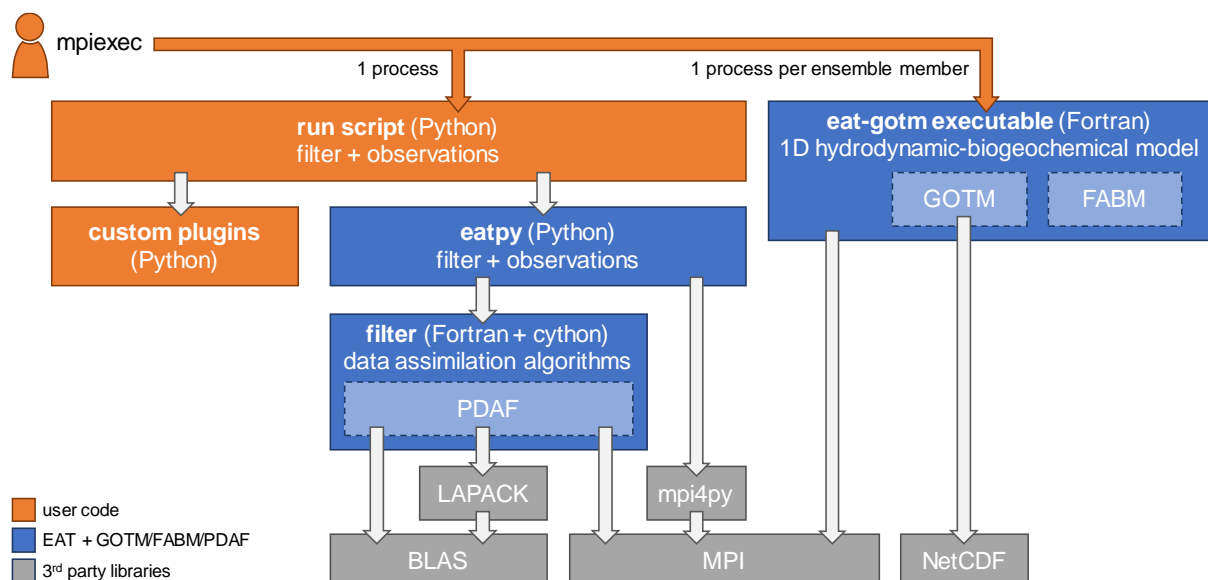 mpiexec
1 process
1 process per ensemble member
run script (Python)
filter + observations
eat-gotm executable (Fortran)
1D hydrodynamic-biogeochemical model
GOTM
FABM
custom plugins
(Python)
eatpy (Python)
filter + observations
filter (Fortran + cython)
data assimilation algorithms
PDAF
LAPACK
mpi4py
BLAS
MPI
NetCDF
user code
EAT + GOTM/FABM/PDAF
3rd party libraries